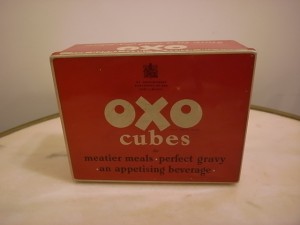 OXO
cubes
meatier meals • perfect gravy
• an appetising beverage •